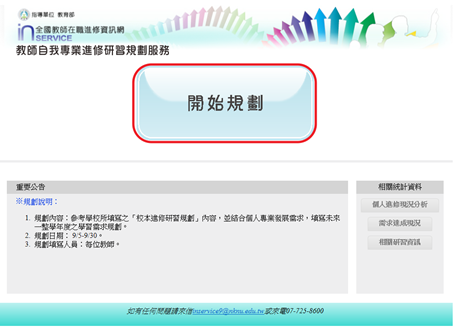 指導單位 教育部
全國教師在職進修資訊網
in SERVICE
教師自我專業進修研習規劃服務
開始規劃
重要公告
※規劃說明：
1. 規劃內容：參考學校所填寫之「校本進修研習規劃」內容，並結合個人專業發展需求，填寫未來
一整學年度之學習需求規劃。
2. 規劃日期： 9/5-9/30。
3. 規劃填寫人員：每位教師。
相關統計資料
個人進修現況分析
需求達成現況
相關研習資訊
如有任何問題請來信inservice9@nknu.edu.tw或來電07-725-8600